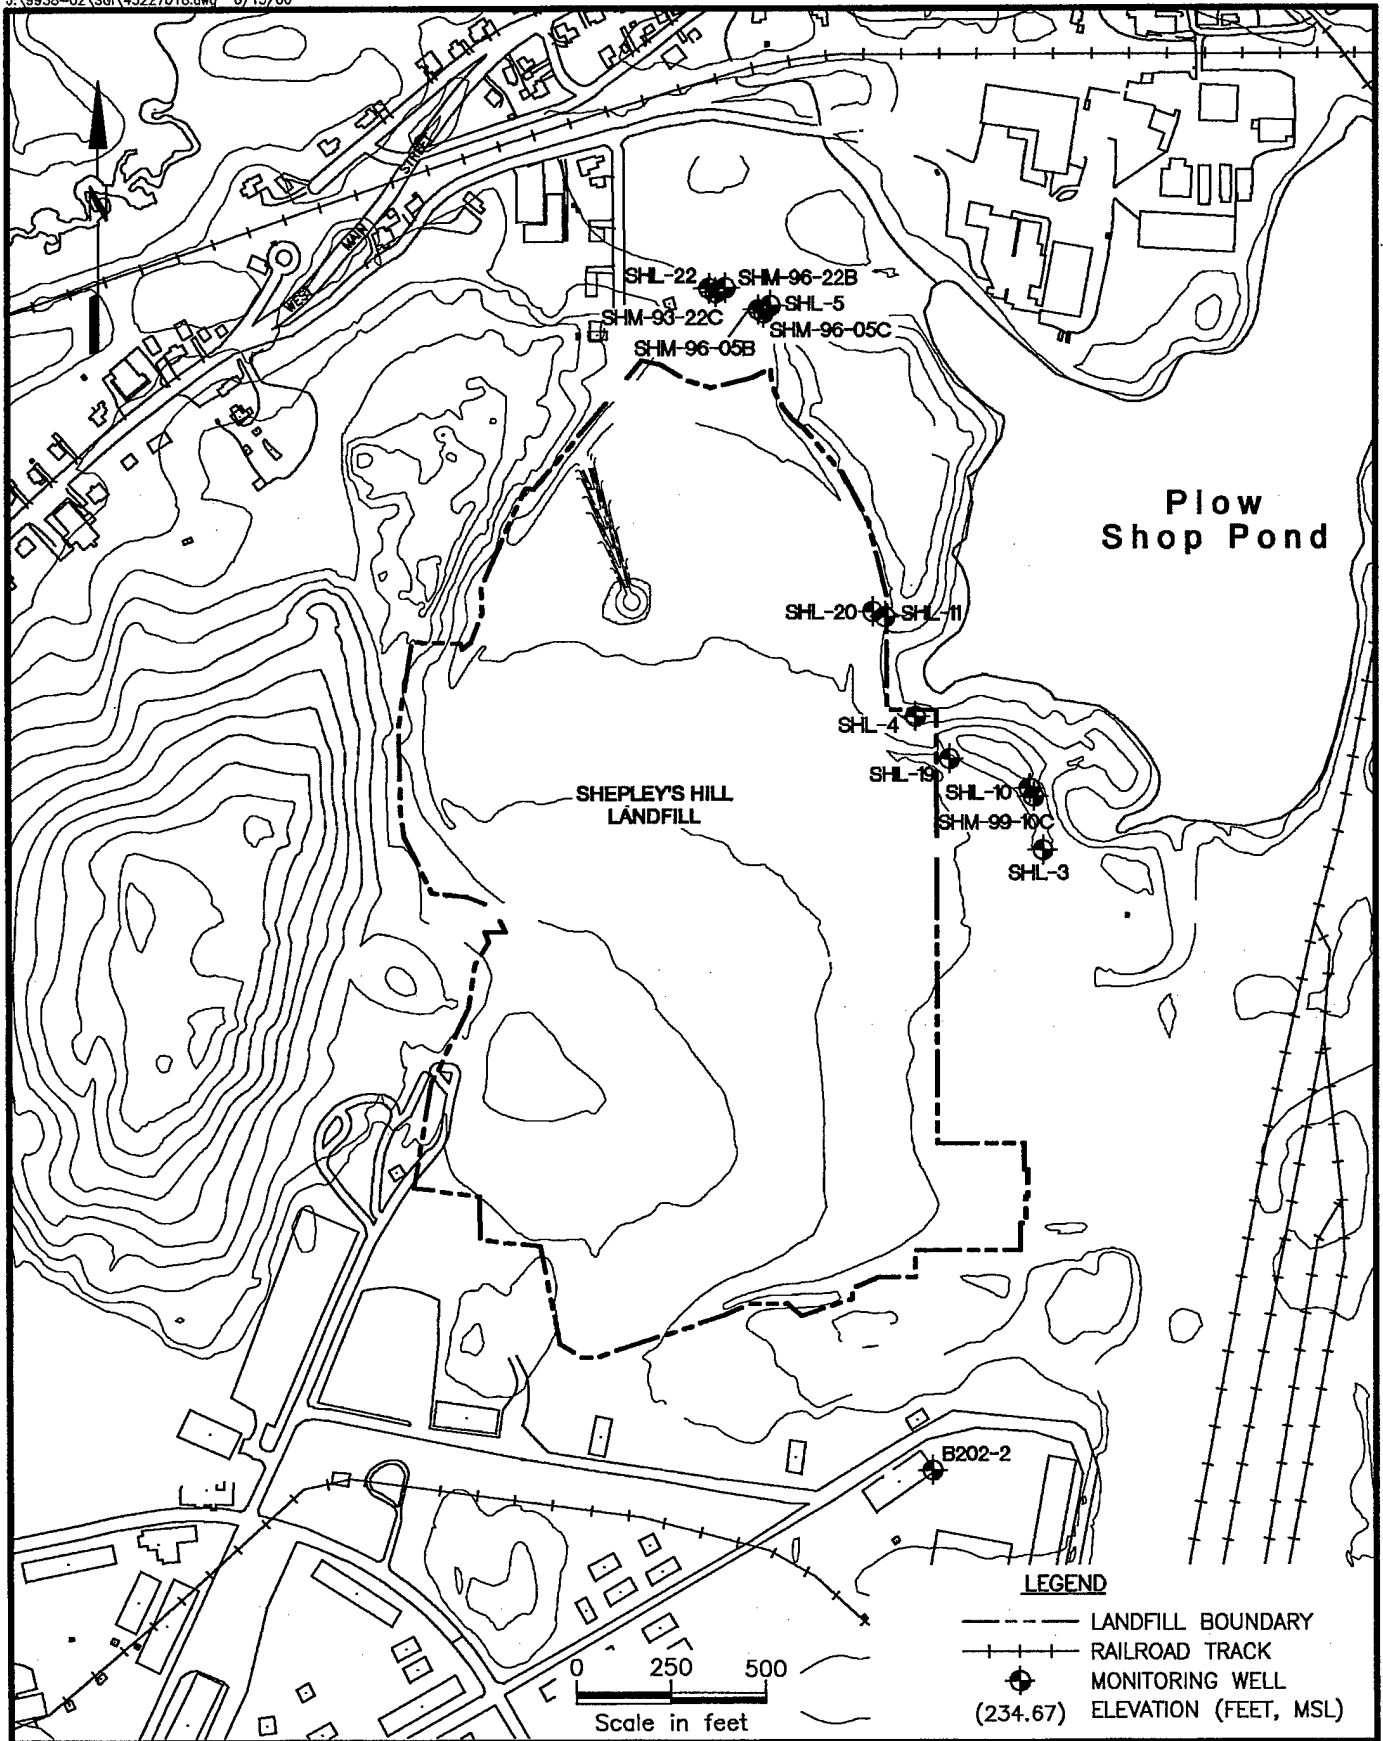 STREET
MAIN
WEST
SHL-22
SHM-96-22B
SHL-5
SHM-93-22C
SHM-96-05C
SHM-96-05B
Plow
Shop Pond
SHL-20
SHL-11
SHL-4
SHL-19
SHEPLEY'S HILL
LANDFILL
SHL-10
SHM-99-10C
SHL-3
B202-2
LEGEND
LANDFILL BOUNDARY
RAILROAD TRACK
MONITORING WELL
(234.67) ELEVATION (FEET, MSL)
0 250 500
Scale in feet